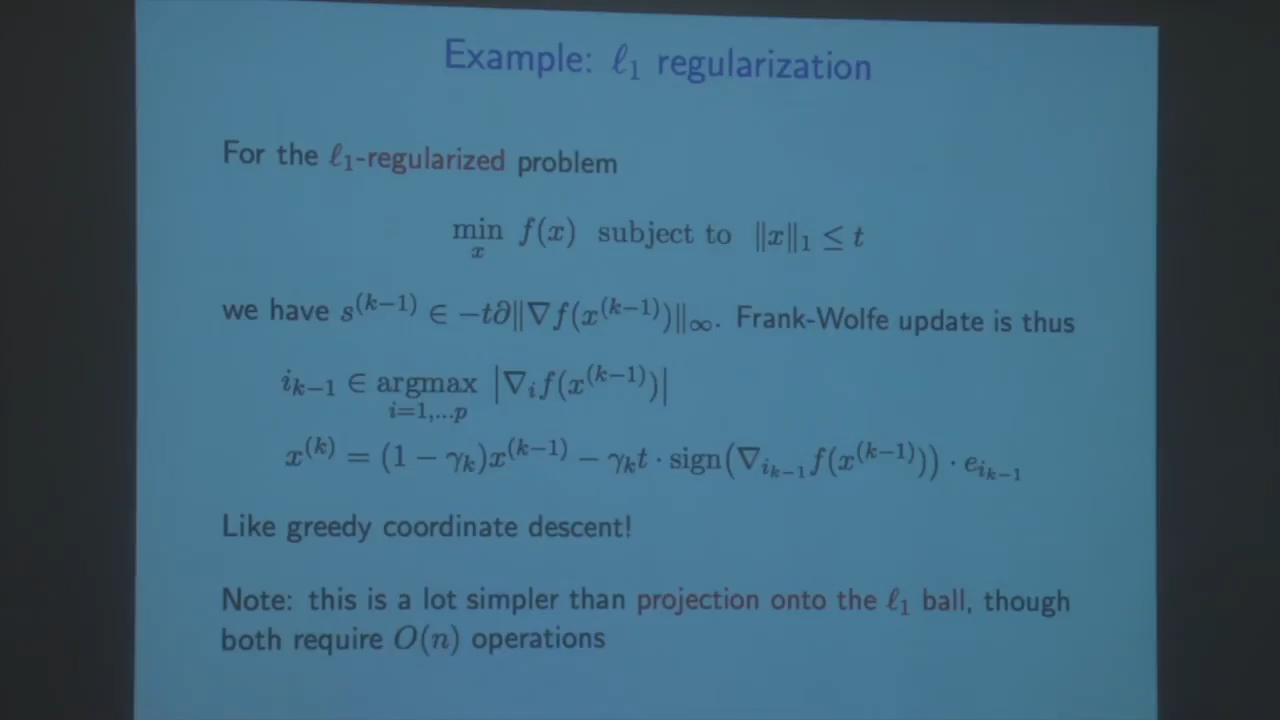 Example: ℓ₁ regularization
For the ℓ₁-regularized problem
min_x f(x) subject to ‖x‖₁ ≤ t
we have s^(k−1) ∈ −t∂‖∇f(x^(k−1))‖_∞. Frank-Wolfe update is thus
i_{k−1} ∈ argmax_{i=1,...p} |∇_i f(x^(k−1))|
x^(k) = (1 − γ_k)x^(k−1) − γ_k t · sign(∇_{i_{k−1}} f(x^(k−1))) · e_{i_{k−1}}
Like greedy coordinate descent!
Note: this is a lot simpler than projection onto the ℓ₁ ball, though
both require O(n) operations